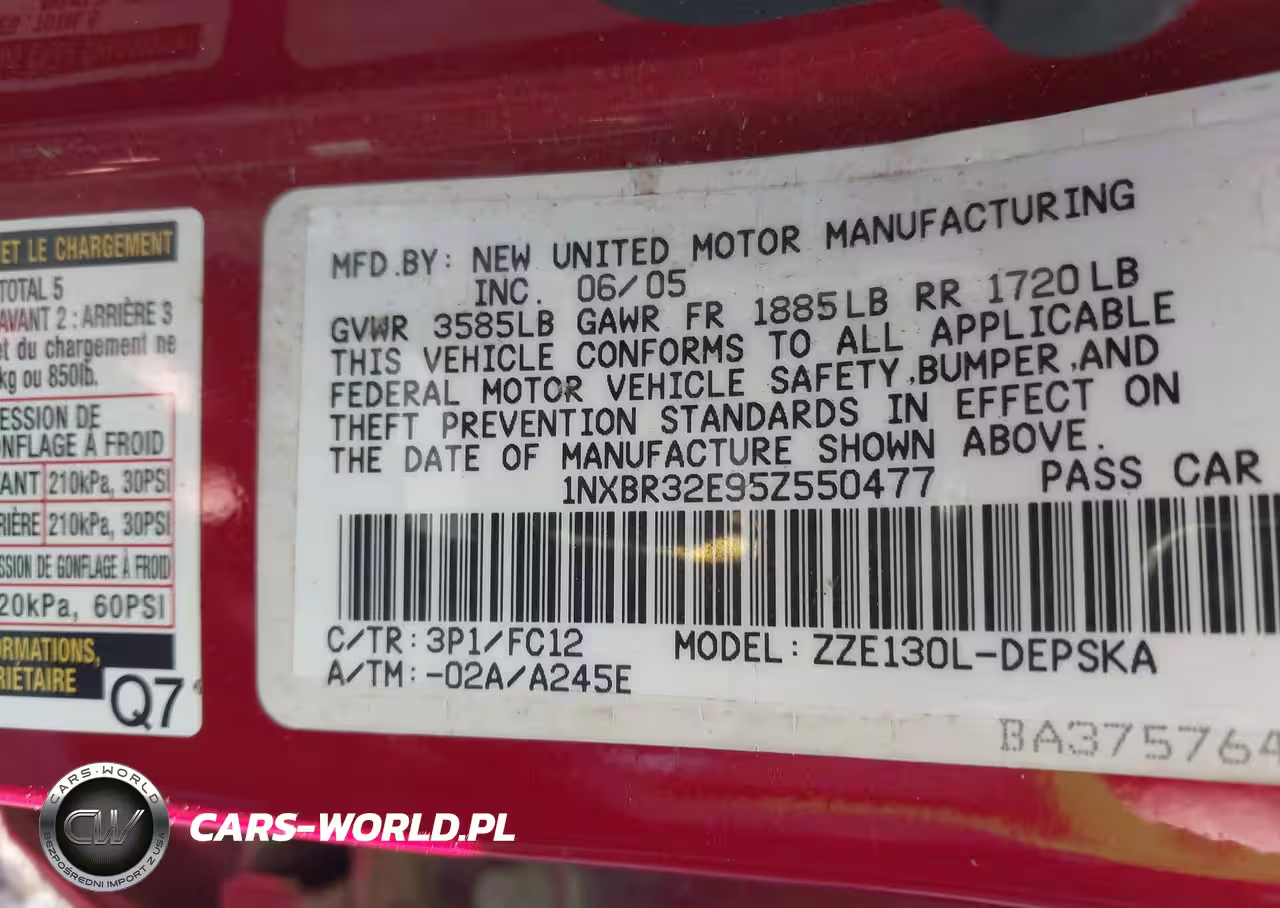 ET LE CHARGEMENT
TOTAL 5
AVANT 2 : ARRIÈRE 3
et du chargement ne
kg ou 850lb.
ESSION DE
ONFLAGE À FROID
ANT 210kPa, 30PSI
RIÈRE 210kPa, 30PSI
SSION DE GONFLAGE À FROID
20kPa, 60PSI
ORMATIONS,
RIÉTAIRE
Q7
MFD.BY: NEW UNITED MOTOR MANUFACTURING
INC. 06/05
GVWR 3585LB GAWR FR 1885LB RR 1720LB
THIS VEHICLE CONFORMS TO ALL APPLICABLE
FEDERAL MOTOR VEHICLE SAFETY,BUMPER,AND
THEFT PREVENTION STANDARDS IN EFFECT ON
THE DATE OF MANUFACTURE SHOWN ABOVE.
1NXBR32E95Z550477 PASS CAR
C/TR: 3P1/FC12 MODEL: ZZE130L-DEPSKA
A/TM:-02A/A245E
BA375764
CARS-WORLD
CW
BEZPOŚREDNI IMPORT Z USA
CARS-WORLD.PL